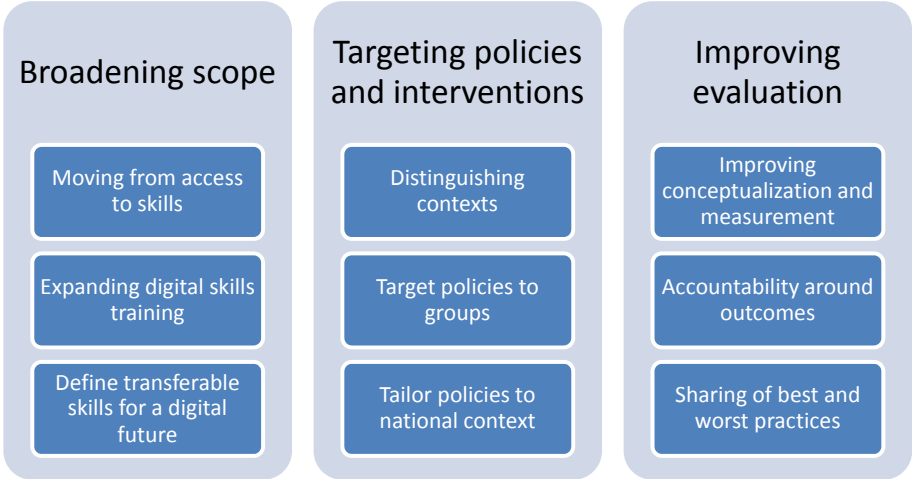 Broadening scope
Moving from access
to skills
Expanding digital skills
training
Define transferable
skills for a digital
future
Targeting policies
and interventions
Distinguishing
contexts
Target policies to
groups
Tailor policies to
national context
Improving
evaluation
Improving
conceptualization and
measurement
Accountability around
outcomes
Sharing of best and
worst practices